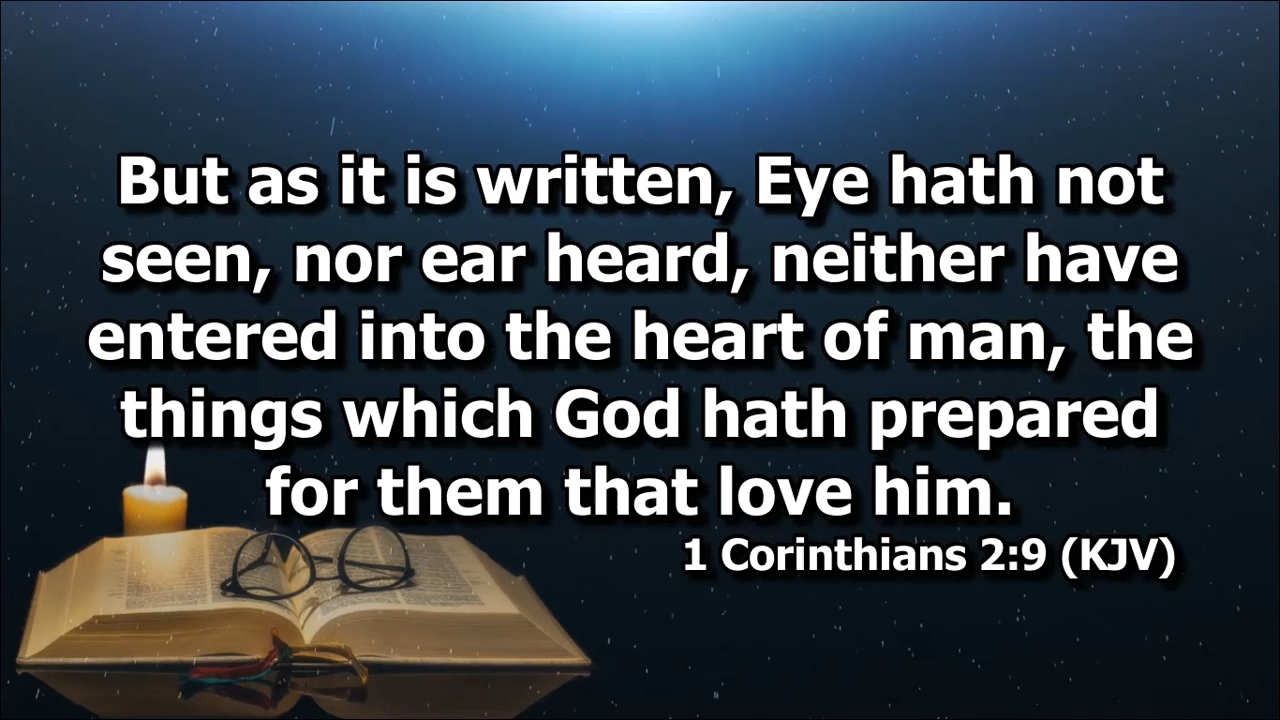 But as it is written, Eye hath not
seen, nor ear heard, neither have
entered into the heart of man, the
things which God hath prepared
for them that love him.
1 Corinthians 2:9 (KJV)